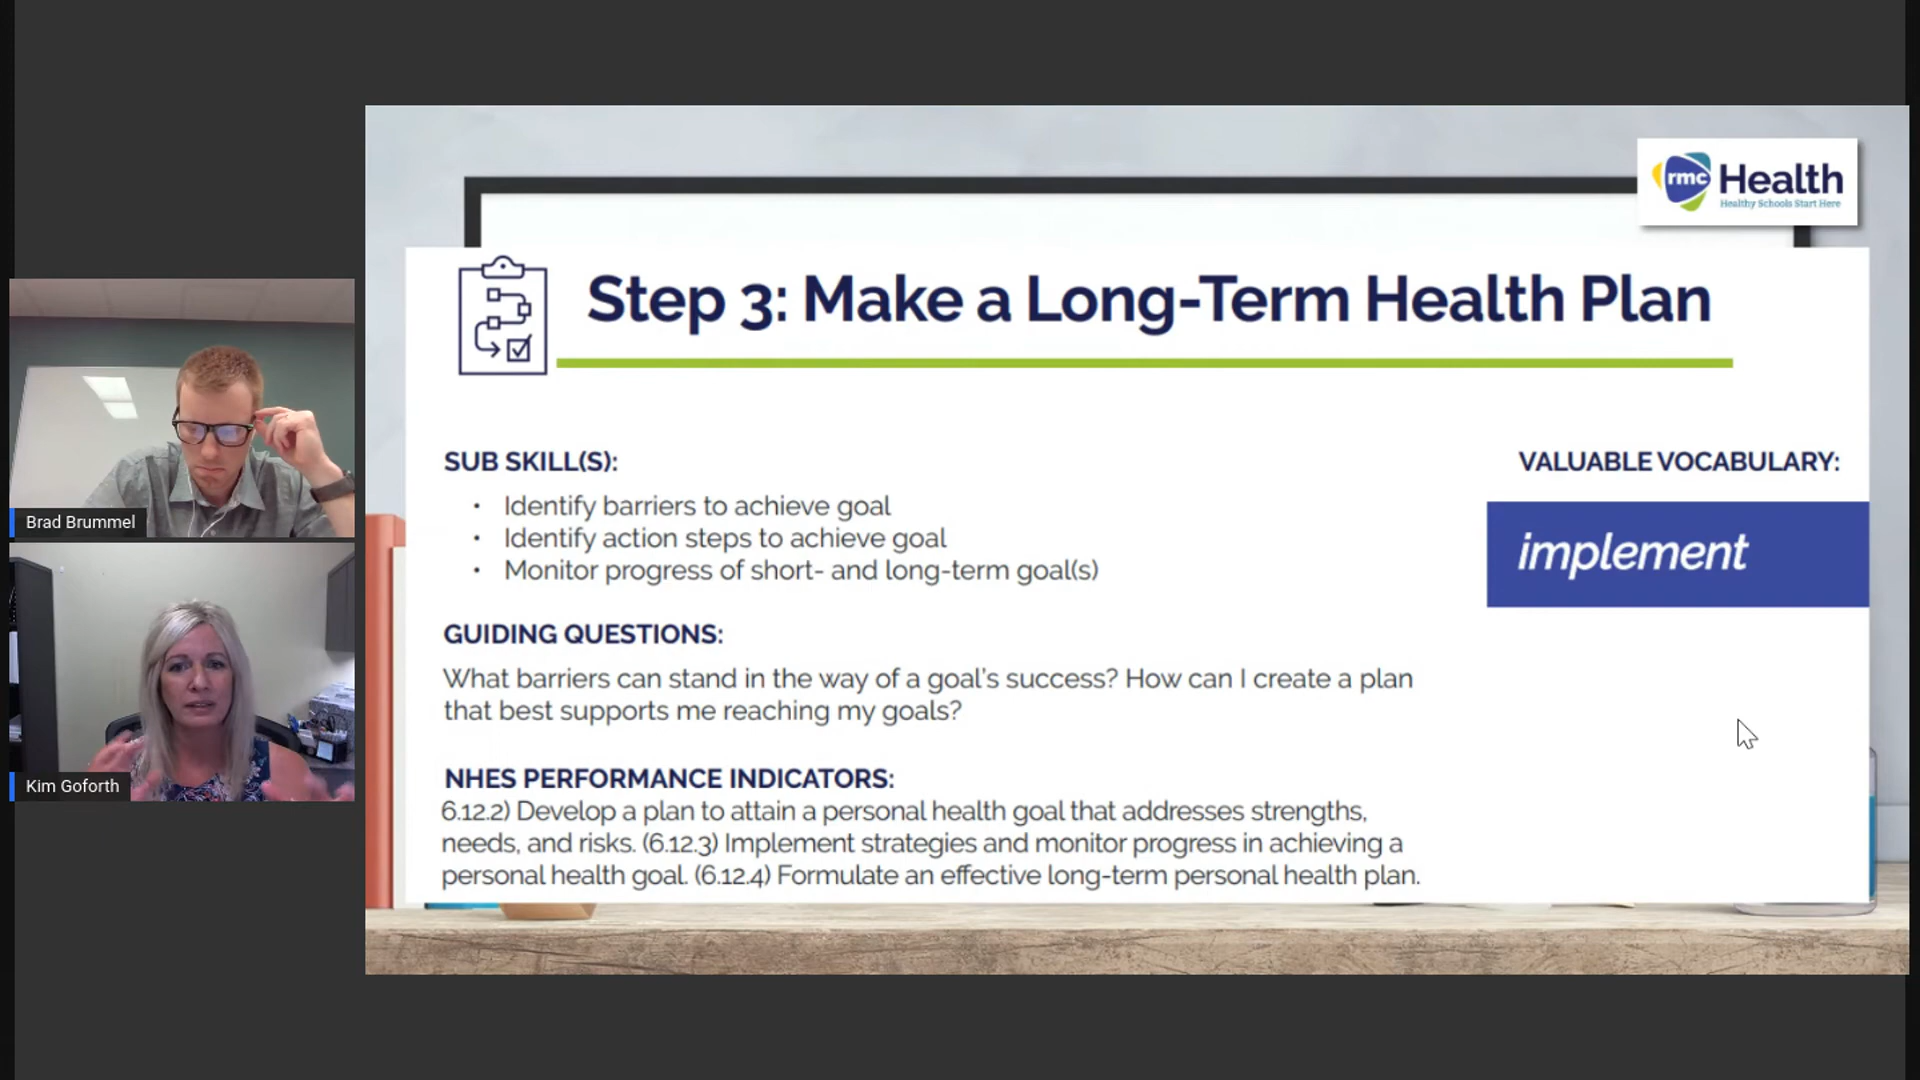 rmc Health
Healthy Schools Start Here
Step 3: Make a Long-Term Health Plan
SUB SKILL(S):
• Identify barriers to achieve goal
• Identify action steps to achieve goal
• Monitor progress of short- and long-term goal(s)
GUIDING QUESTIONS:
What barriers can stand in the way of a goal's success? How can I create a plan
that best supports me reaching my goals?
NHES PERFORMANCE INDICATORS:
6.12.2) Develop a plan to attain a personal health goal that addresses strengths,
needs, and risks. (6.12.3) Implement strategies and monitor progress in achieving a
personal health goal. (6.12.4) Formulate an effective long-term personal health plan.
VALUABLE VOCABULARY:
implement
Brad Brummel
Kim Goforth